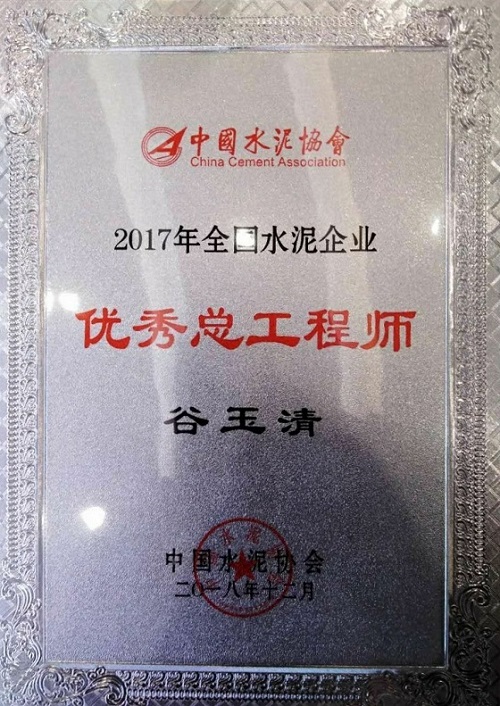 中國水泥協會
China Cement Association
2017年全国水泥企业
优秀总工程师
谷玉清
中国水泥协会
二〇一八年十二月